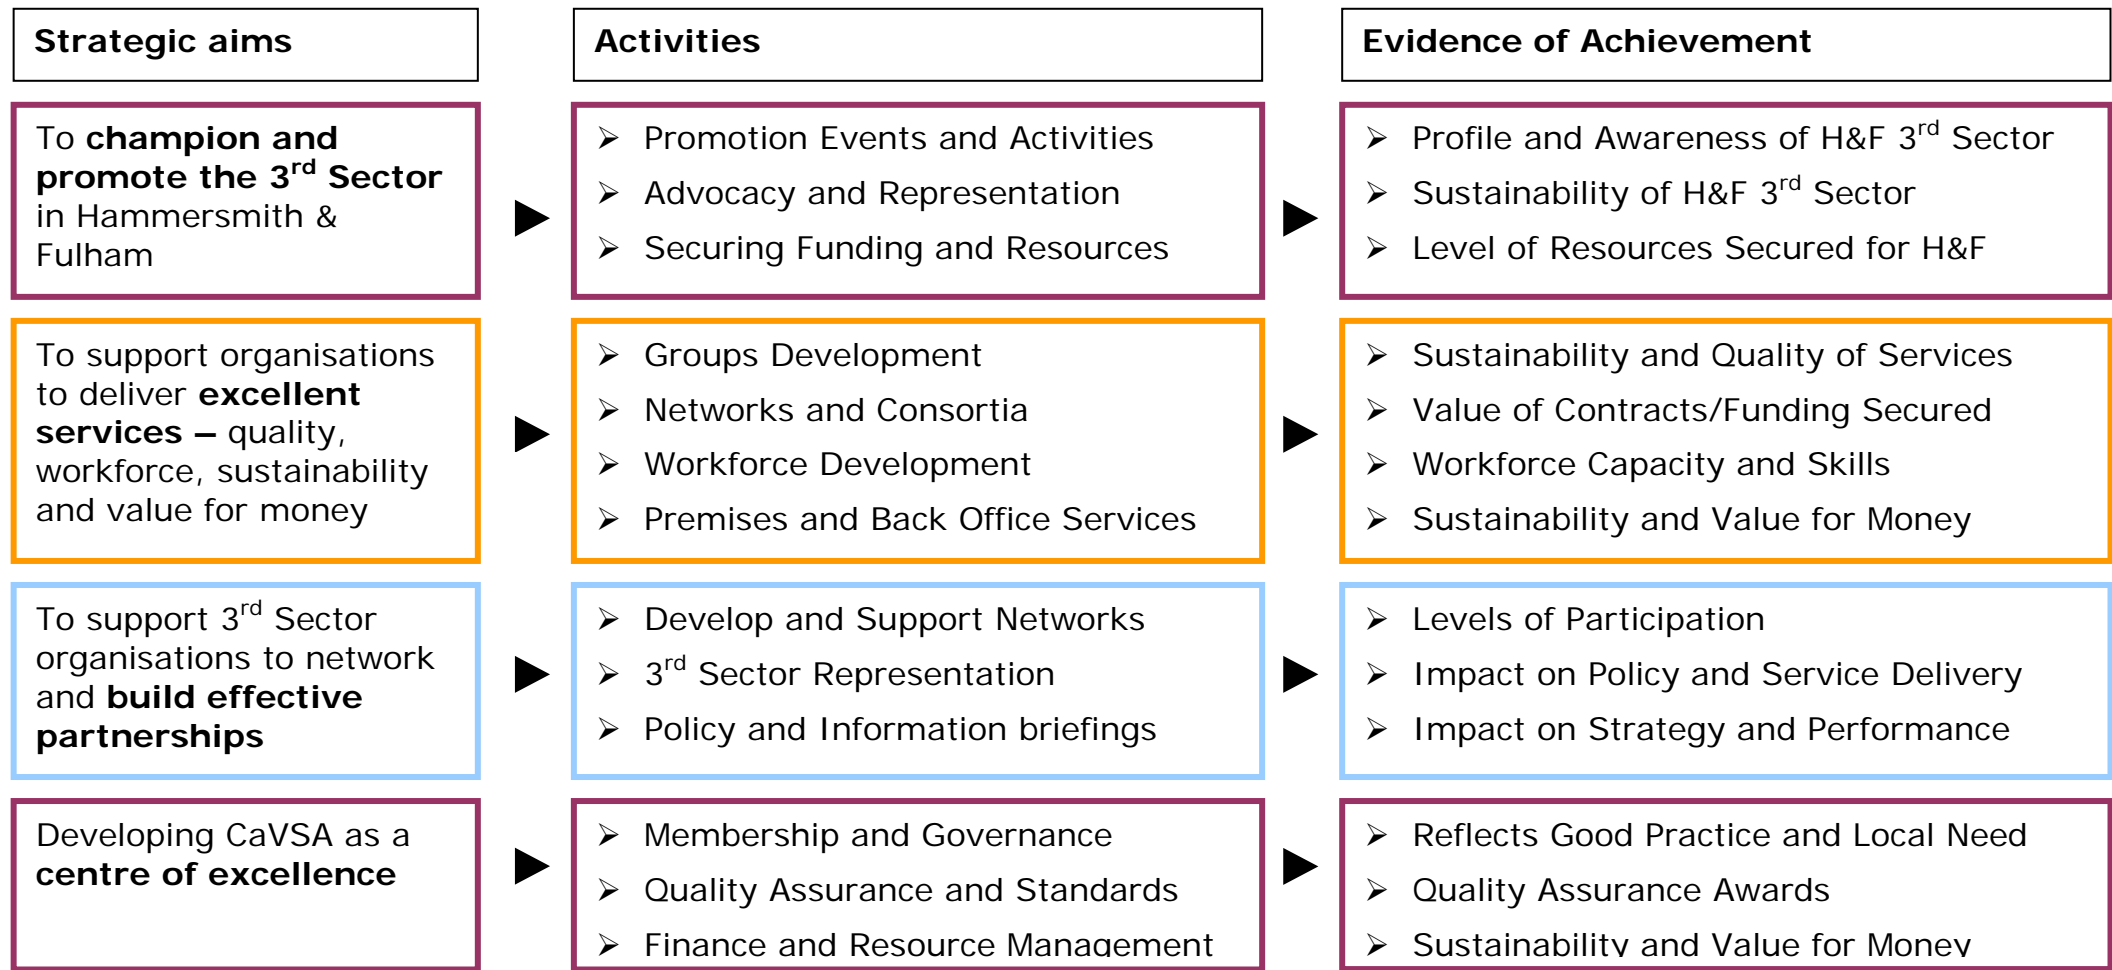 Strategic aims
Activities
Evidence of Achievement
To champion and
promote the 3rd Sector
in Hammersmith &
Fulham
➢ Promotion Events and Activities
➢ Advocacy and Representation
➢ Securing Funding and Resources
➢ Profile and Awareness of H&F 3rd Sector
➢ Sustainability of H&F 3rd Sector
➢ Level of Resources Secured for H&F
To support organisations
to deliver excellent
services – quality,
workforce, sustainability
and value for money
➢ Groups Development
➢ Networks and Consortia
➢ Workforce Development
➢ Premises and Back Office Services
➢ Sustainability and Quality of Services
➢ Value of Contracts/Funding Secured
➢ Workforce Capacity and Skills
➢ Sustainability and Value for Money
To support 3rd Sector
organisations to network
and build effective
partnerships
➢ Develop and Support Networks
➢ 3rd Sector Representation
➢ Policy and Information briefings
➢ Levels of Participation
➢ Impact on Policy and Service Delivery
➢ Impact on Strategy and Performance
Developing CaVSA as a
centre of excellence
➢ Membership and Governance
➢ Quality Assurance and Standards
➢ Finance and Resource Management
➢ Reflects Good Practice and Local Need
➢ Quality Assurance Awards
➢ Sustainability and Value for Money